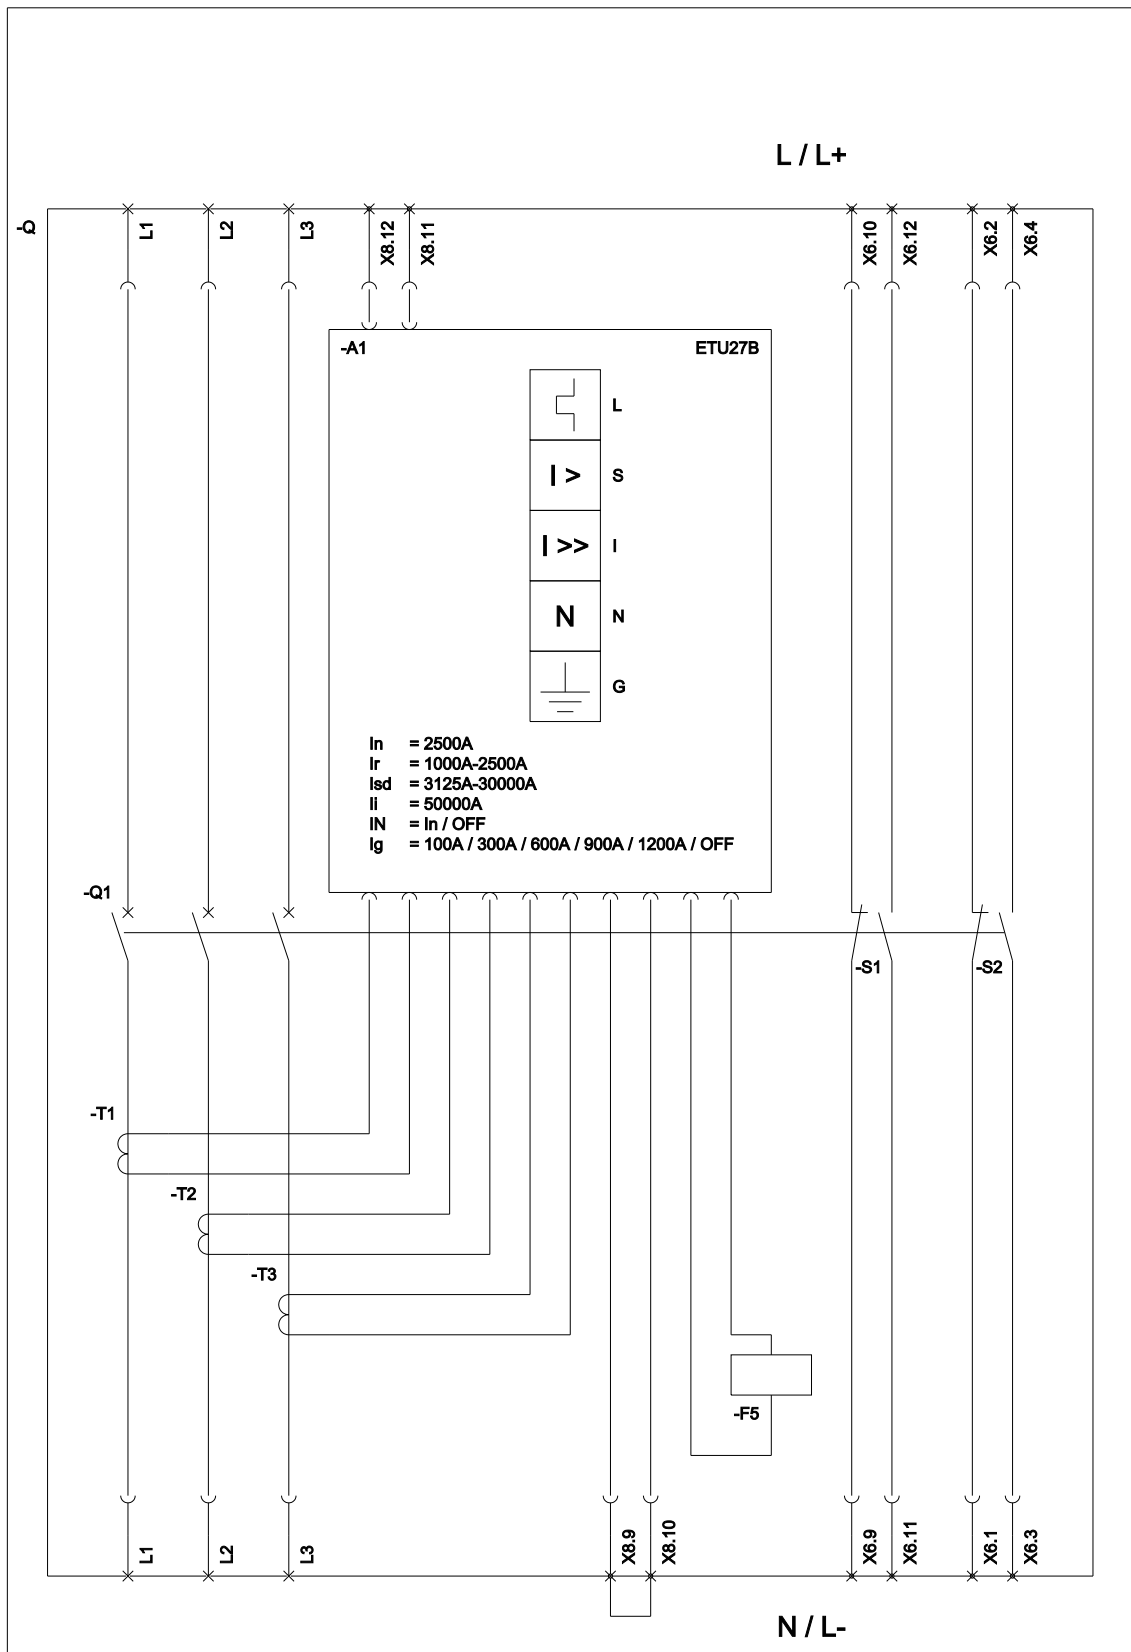 L / L+
-Q
L1
L2
L3
X8.12
X8.11
X6.10
X6.12
X6.2
X6.4
-A1
ETU27B
L
I >
S
I >>
I
N
N
G
In = 2500A
Ir = 1000A-2500A
Isd = 3125A-30000A
Ii = 50000A
IN = In / OFF
Ig = 100A / 300A / 600A / 900A / 1200A / OFF
-Q1
-S1
-S2
-T1
-T2
-T3
-F5
L1
L2
L3
X8.9
X8.10
X6.9
X6.11
X6.1
X6.3
N / L-